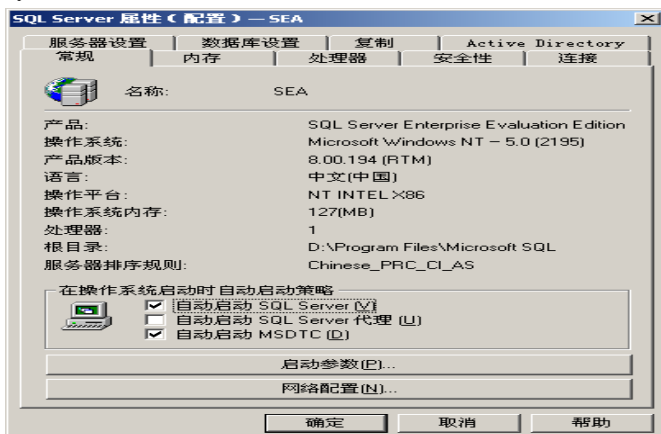 SQL Server 属性(配置) — SEA
服务器设置 数据库设置 复制 Active Directory
常规 内存 处理器 安全性 连接
名称: SEA
产品: SQL Server Enterprise Evaluation Edition
操作系统: Microsoft Windows NT – 5.0 (2195)
产品版本: 8.00.194 (RTM)
语言: 中文(中国)
操作平台: NT INTEL X86
操作系统内存: 127(MB)
处理器: 1
根目录: D:\Program Files\Microsoft SQL
服务器排序规则: Chinese_PRC_CI_AS
在操作系统启动时自动启动策略
自动启动 SQL Server (V)
自动启动 SQL Server 代理 (U)
自动启动 MSDTC (D)
启动参数(P)...
网络配置(N)...
确定 取消 帮助